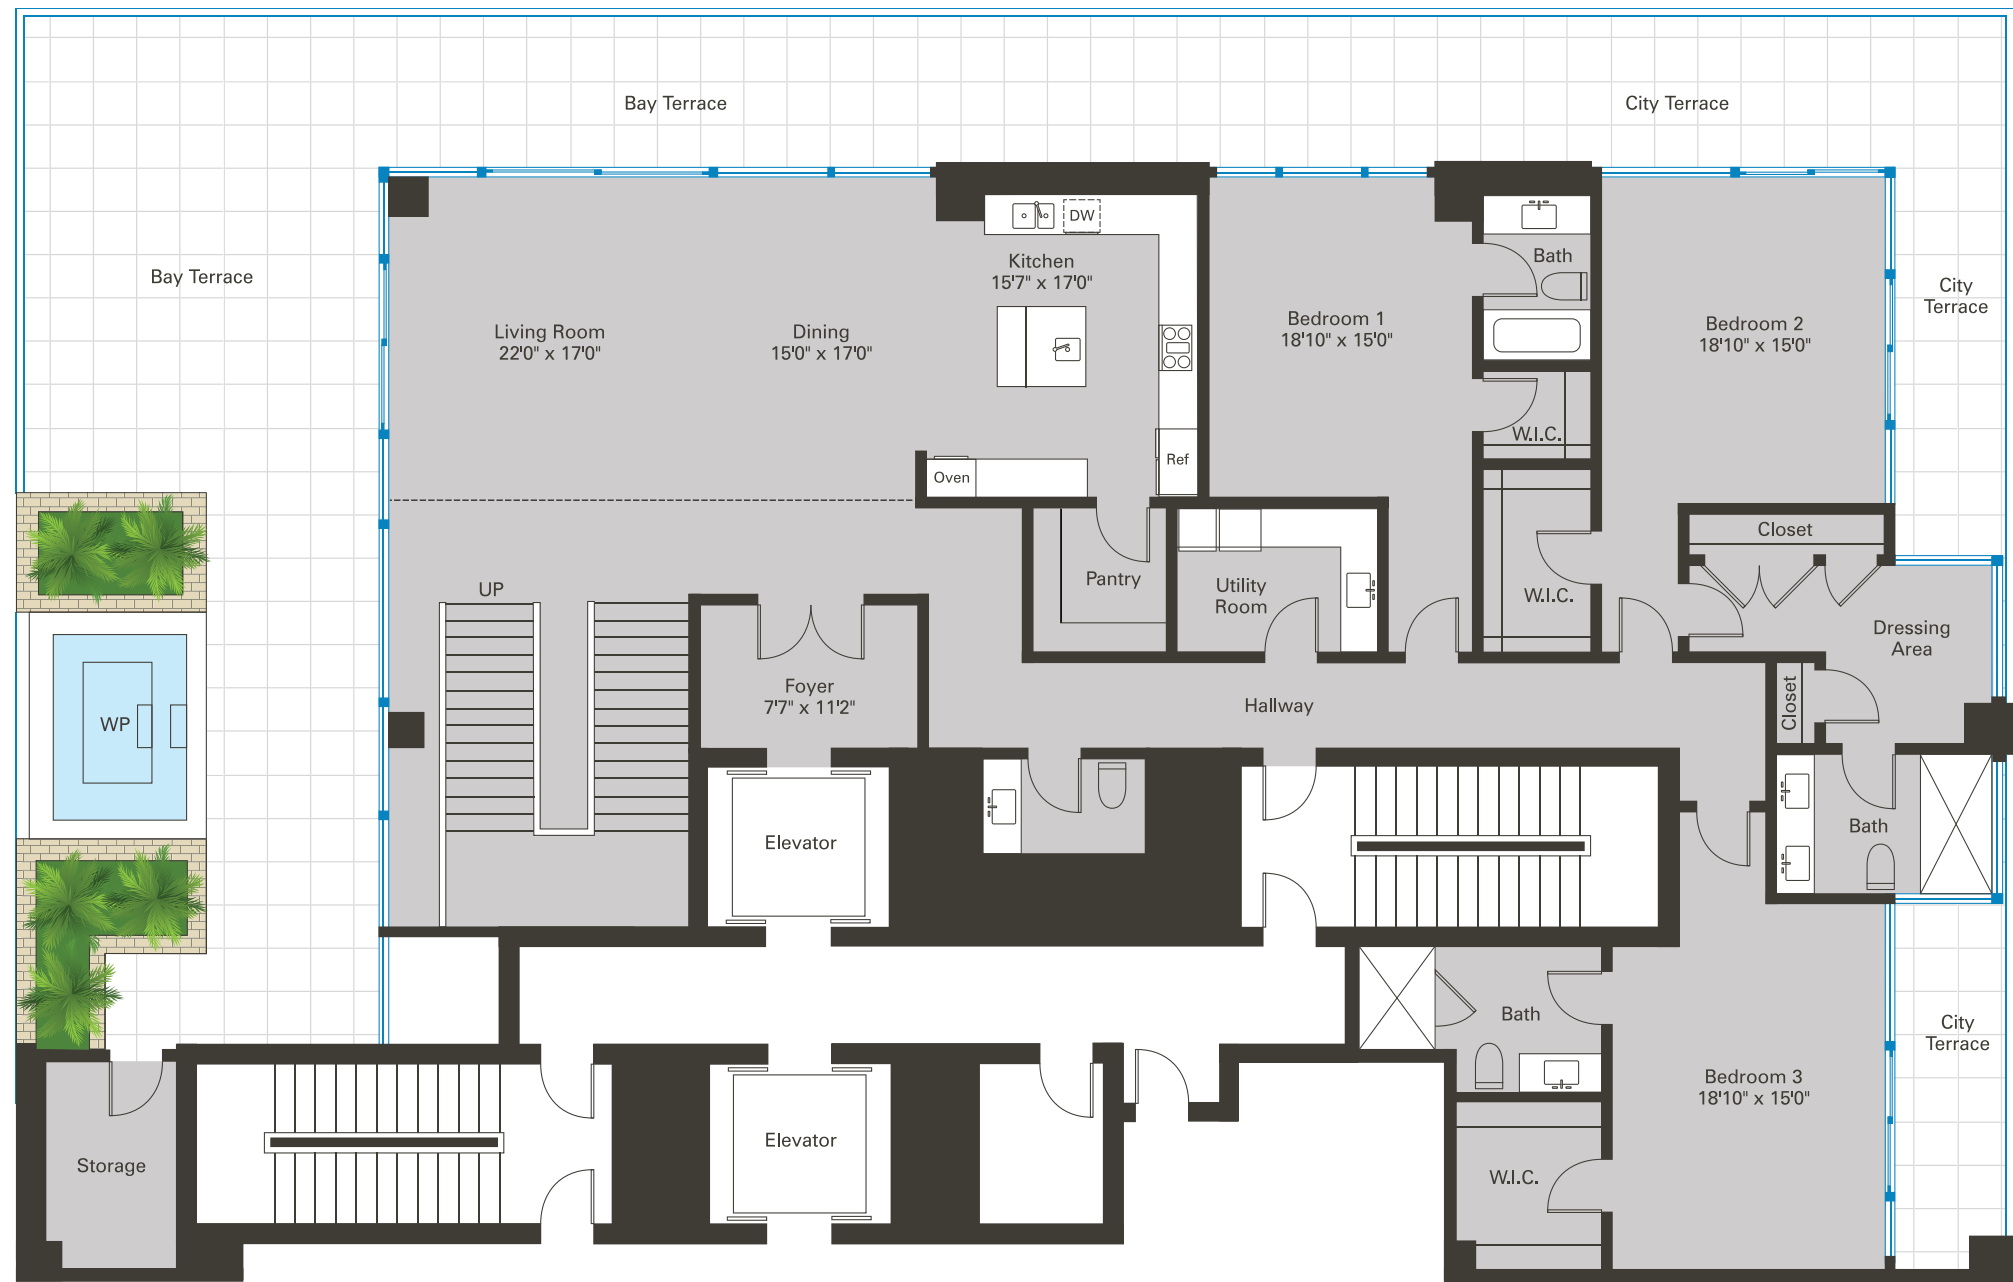 Bay Terrace
City Terrace
Bay Terrace
DW
Kitchen
15'7" x 17'0"
Bath
City
Terrace
Living Room
22'0" x 17'0"
Dining
15'0" x 17'0"
Bedroom 1
18'10" x 15'0"
Bedroom 2
18'10" x 15'0"
W.I.C.
Oven
Ref
Closet
UP
Pantry
Utility
Room
W.I.C.
Dressing
Area
Foyer
7'7" x 11'2"
Hallway
Closet
WP
Elevator
Bath
Bath
City
Terrace
Bedroom 3
18'10" x 15'0"
Storage
Elevator
W.I.C.